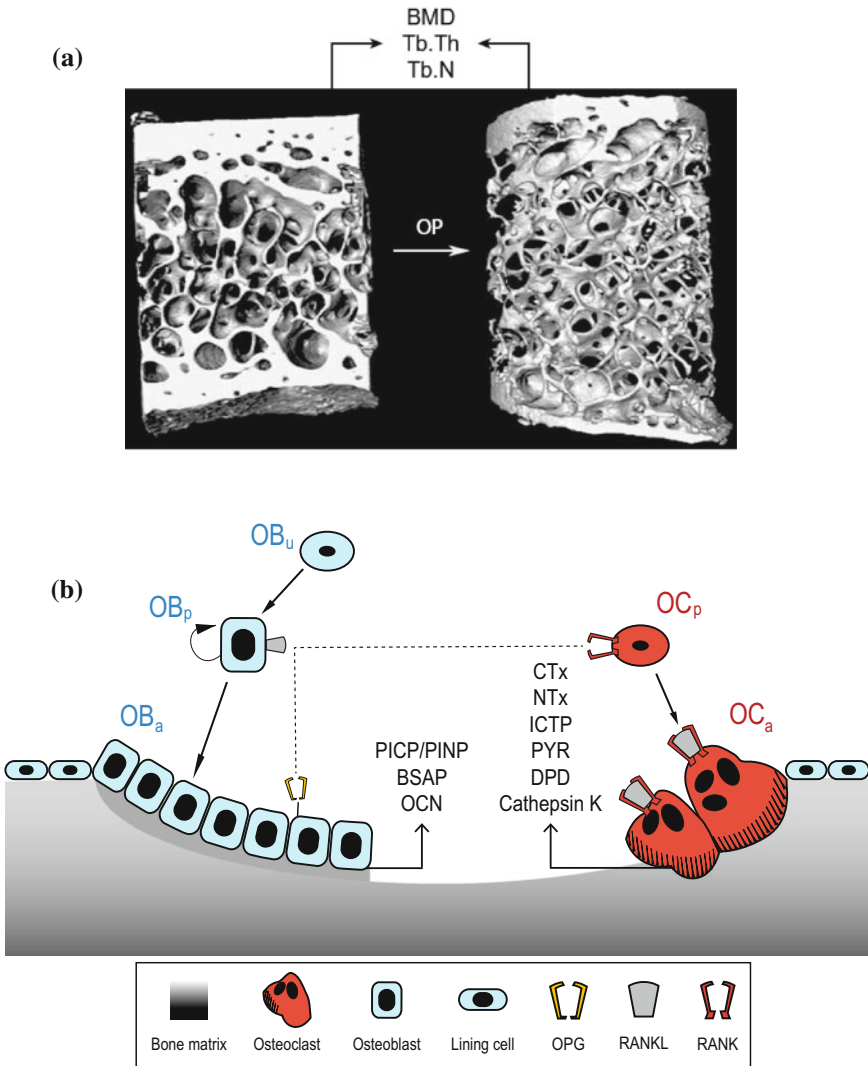 (a)
BMD
Tb.Th
Tb.N
OP
(b)
OBu
OBp
OBa
OCp
OCa
PICP/PINP
BSAP
OCN
CTx
NTx
ICTP
PYR
DPD
Cathepsin K
Bone matrix
Osteoclast
Osteoblast
Lining cell
OPG
RANKL
RANK